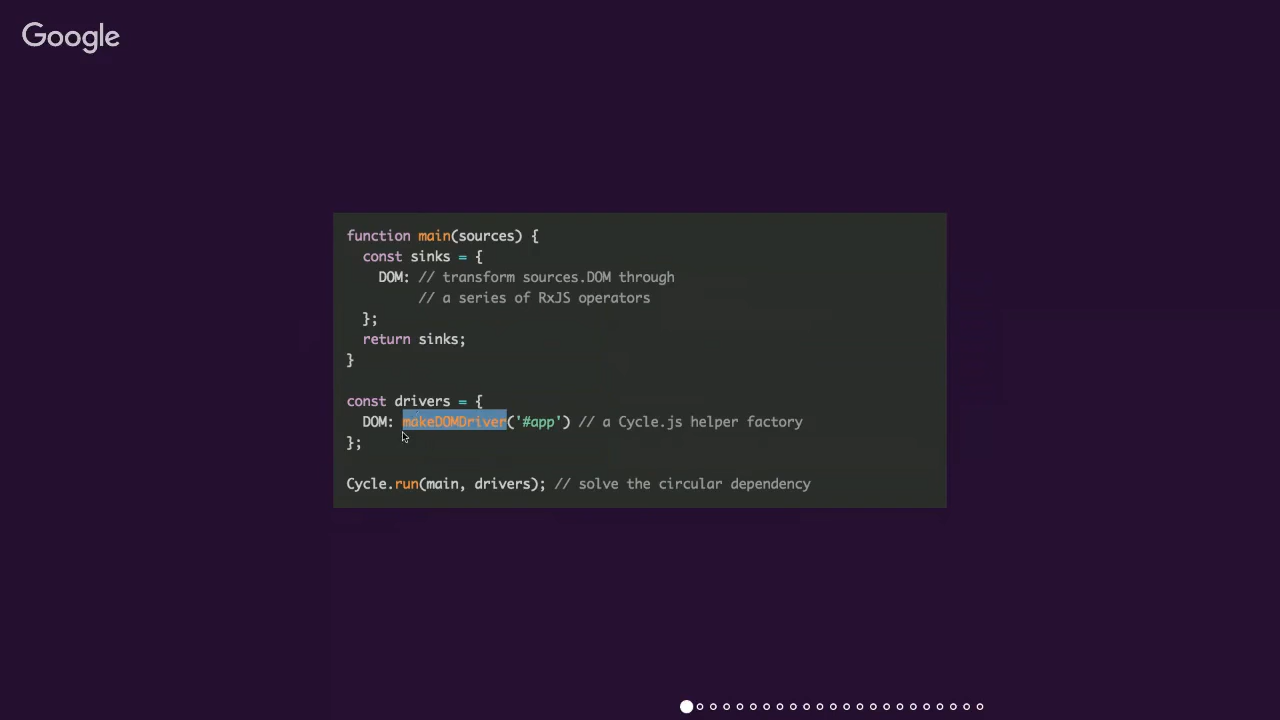 Google
function main(sources) {
  const sinks = {
    DOM: // transform sources.DOM through
         // a series of RxJS operators
  };
  return sinks;
}
const drivers = {
  DOM: makeDOMDriver('#app') // a Cycle.js helper factory
};
Cycle.run(main, drivers); // solve the circular dependency